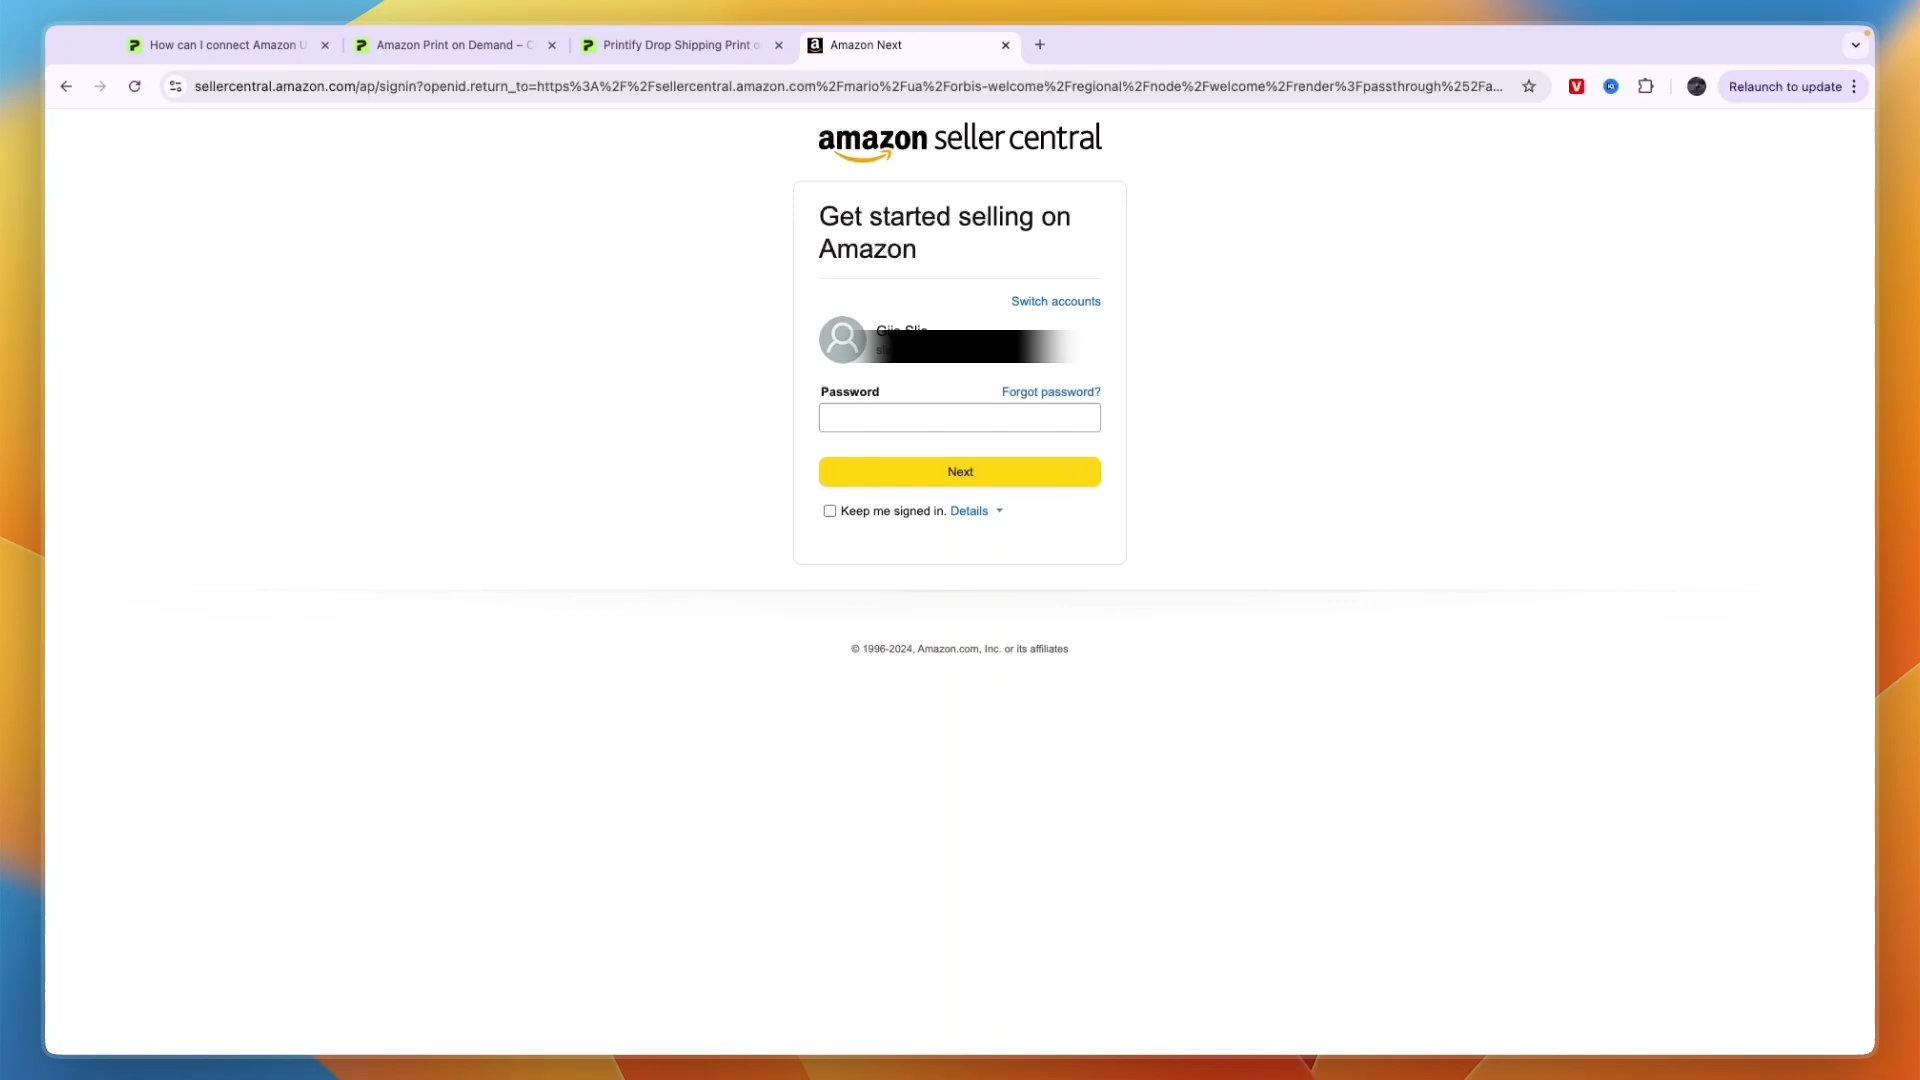 How can I connect Amazon U
Amazon Print on Demand – C
Printify Drop Shipping Print o
Amazon Next
sellercentral.amazon.com/ap/signin?openid.return_to=https%3A%2F%2Fsellercentral.amazon.com%2Fmario%2Fua%2Forbis-welcome%2Fregional%2Fnode%2Fwelcome%2Frender%3Fpassthrough%252Fa...
Relaunch to update
amazon seller central
Get started selling on
Amazon
Switch accounts
Password Forgot password?
Next
Keep me signed in. Details
© 1996-2024, Amazon.com, Inc. or its affiliates